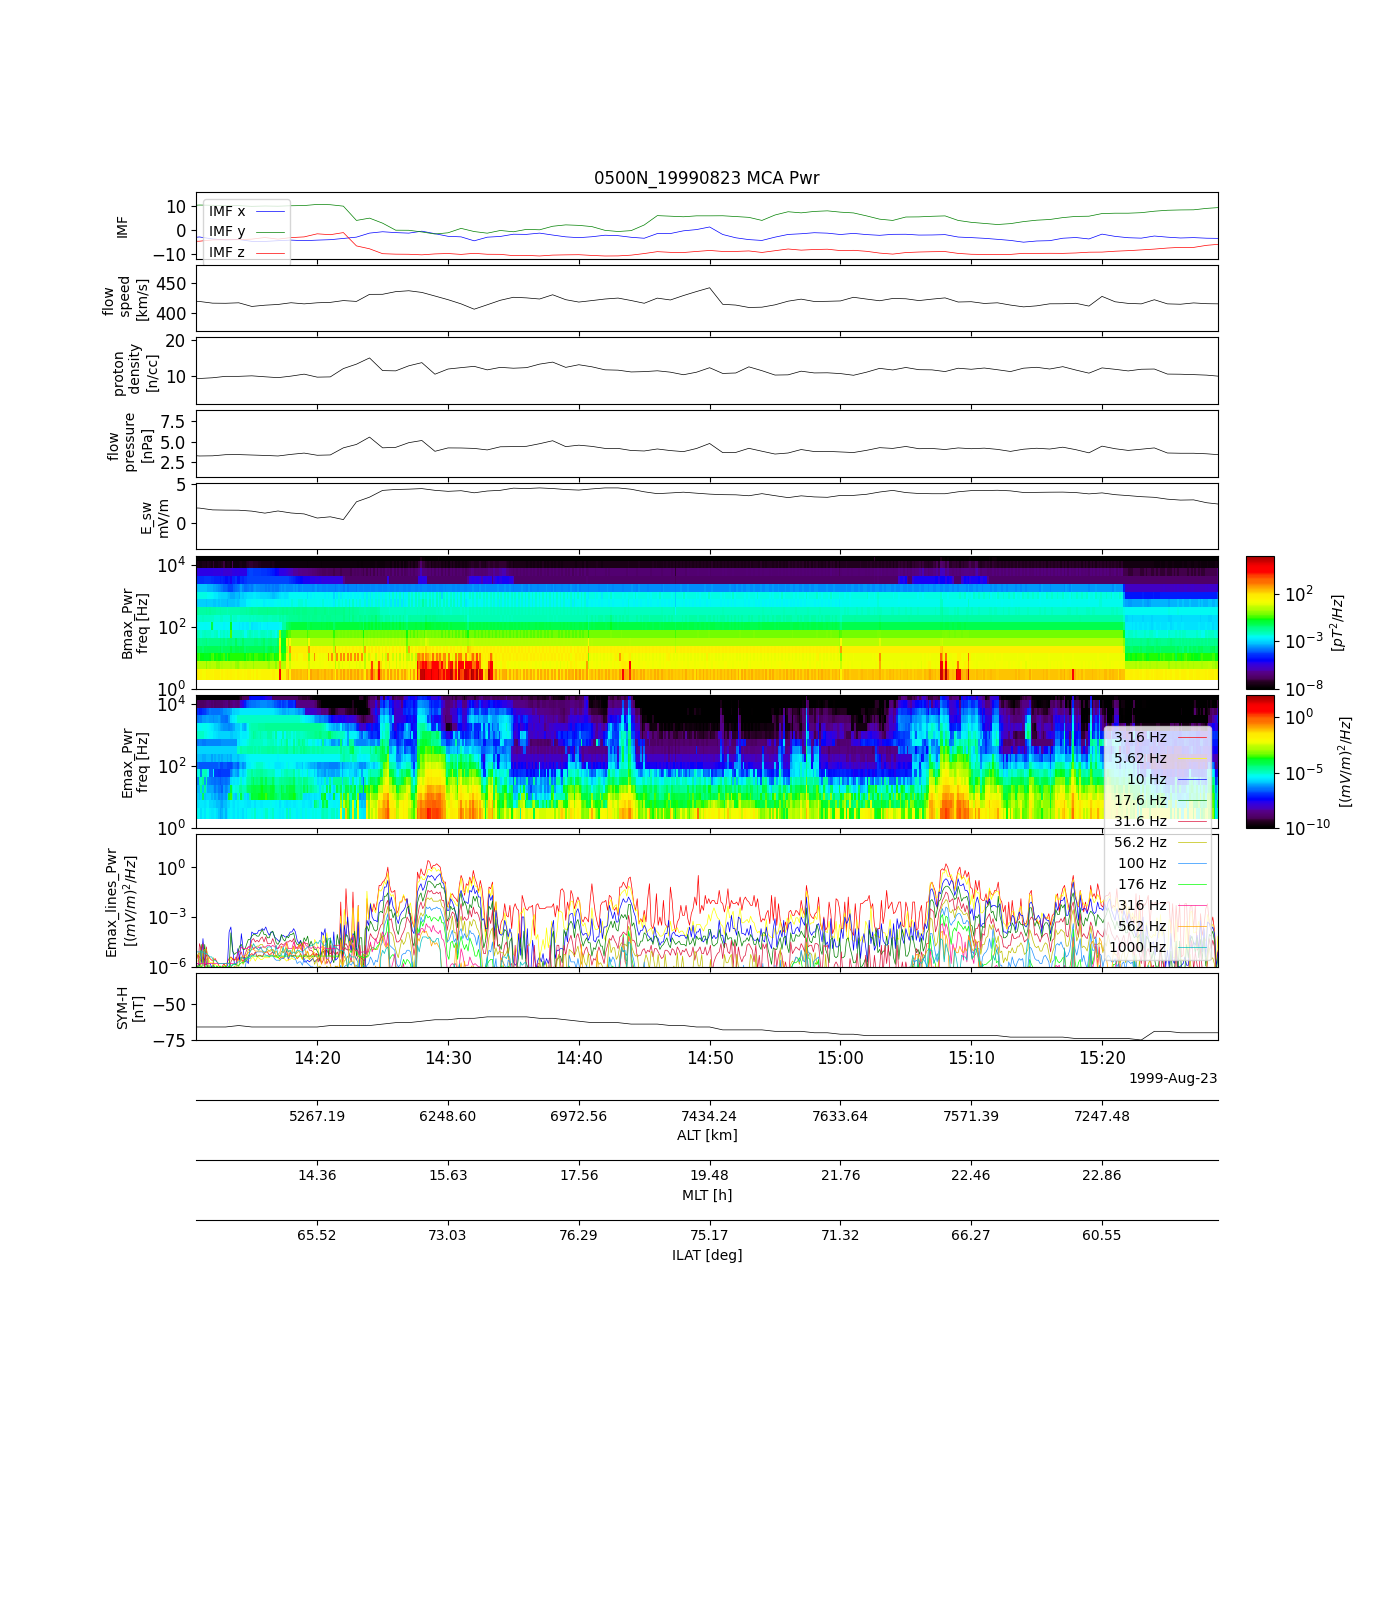 0500N_19990823 MCA Pwr
IMF
10
0
−10
IMF x
IMF y
IMF z
flow
speed
[km/s]
450
400
proton
density
[n/cc]
20
10
flow
pressure
[nPa]
7.5
5.0
2.5
E_sw
mV/m
5
0
Bmax_Pwr
freq [Hz]
10^4
10^2
10^0
10^2
10^−3
10^−8
[pT^2/Hz]
Emax_Pwr
freq [Hz]
10^4
10^2
10^0
10^0
10^−5
10^−10
[(mV/m)^2/Hz]
3.16 Hz
5.62 Hz
10 Hz
17.6 Hz
31.6 Hz
56.2 Hz
100 Hz
176 Hz
316 Hz
562 Hz
1000 Hz
Emax_lines_Pwr
[(mV/m)^2/Hz]
10^0
10^−3
10^−6
SYM-H
[nT]
−50
−75
14:20 14:30 14:40 14:50 15:00 15:10 15:20
1999-Aug-23
5267.19 6248.60 6972.56 7434.24 7633.64 7571.39 7247.48
ALT [km]
14.36 15.63 17.56 19.48 21.76 22.46 22.86
MLT [h]
65.52 73.03 76.29 75.17 71.32 66.27 60.55
ILAT [deg]